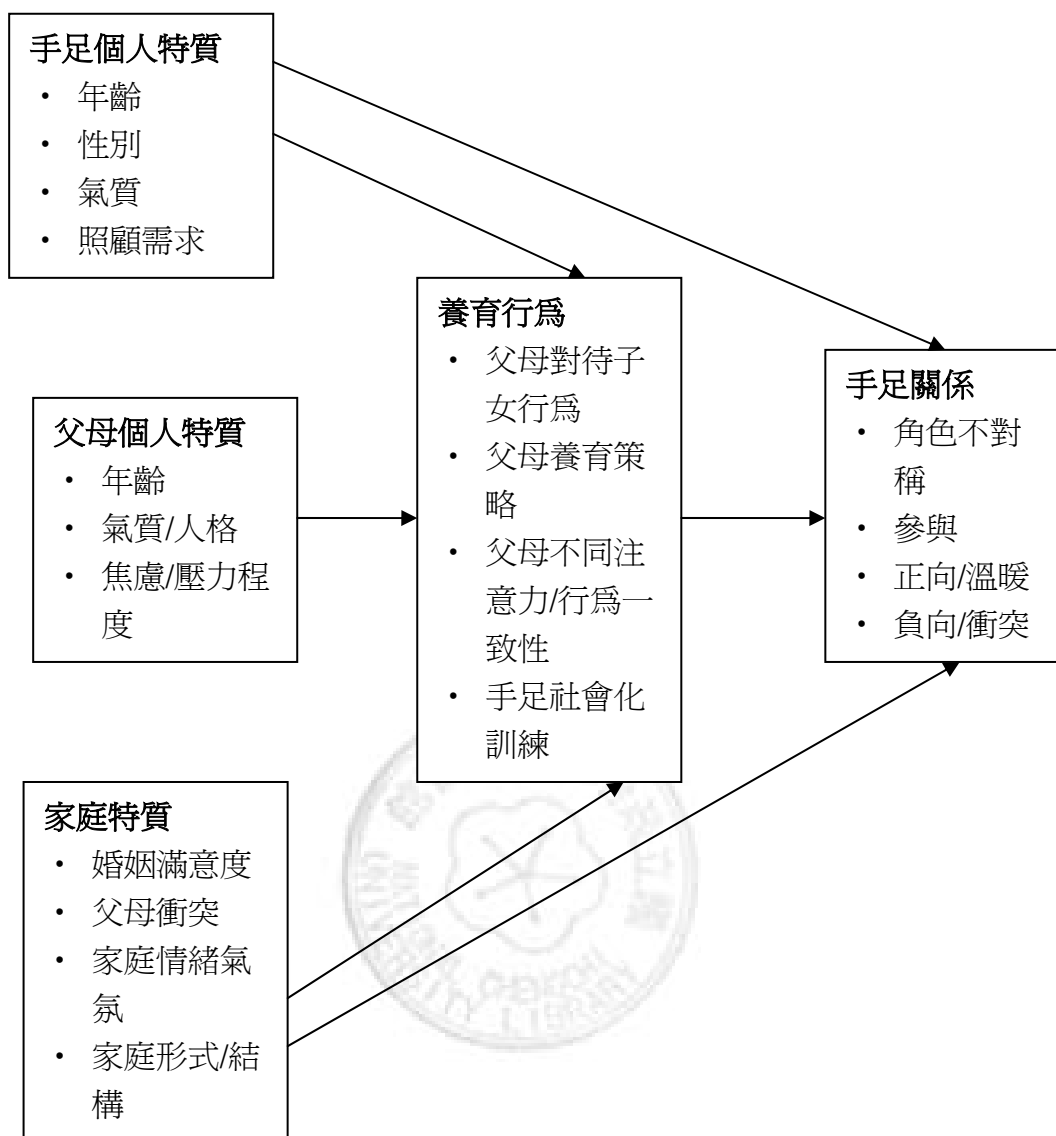 手足個人特質
· 年齡
· 性別
· 氣質
· 照顧需求
父母個人特質
· 年齡
· 氣質/人格
· 焦慮/壓力程
度
家庭特質
· 婚姻滿意度
· 父母衝突
· 家庭情緒氣
氛
· 家庭形式/結
構
養育行爲
· 父母對待子
女行爲
· 父母養育策
略
· 父母不同注
意力/行爲一
致性
· 手足社會化
訓練
手足關係
· 角色不對
稱
· 參與
· 正向/溫暖
· 負向/衝突